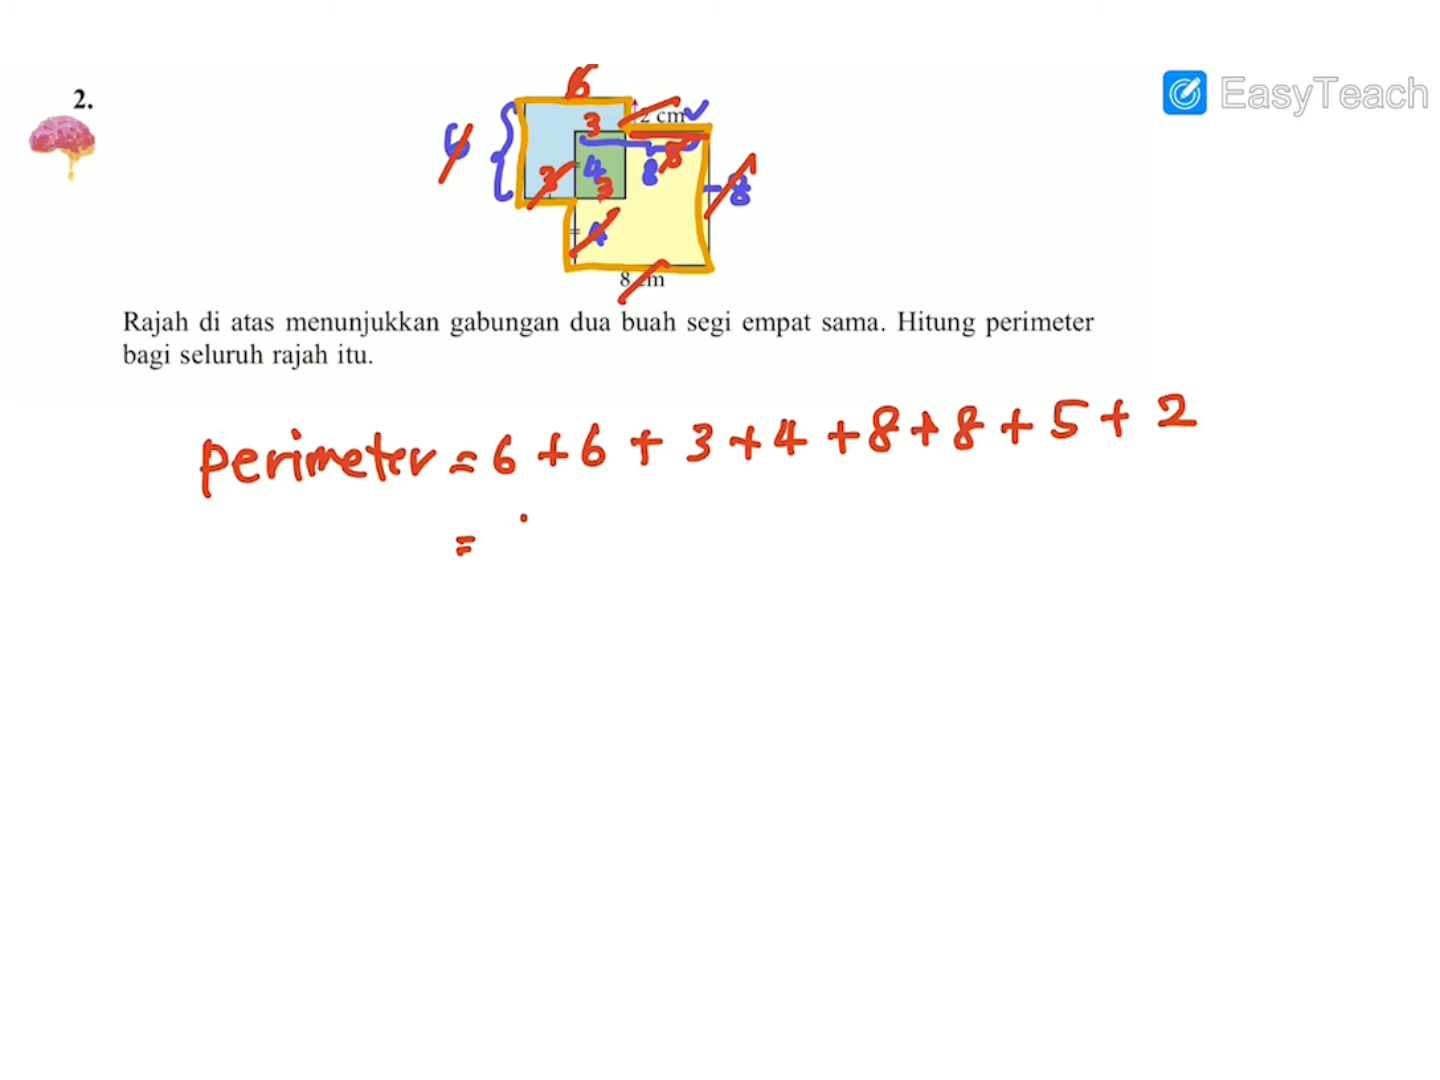 2.
EasyTeach
6
3
2 cm
6
3
4
3
8
5
8
4
8 cm
Rajah di atas menunjukkan gabungan dua buah segi empat sama. Hitung perimeter
bagi seluruh rajah itu.
perimeter = 6 + 6 + 3 + 4 + 8 + 8 + 5 + 2
=